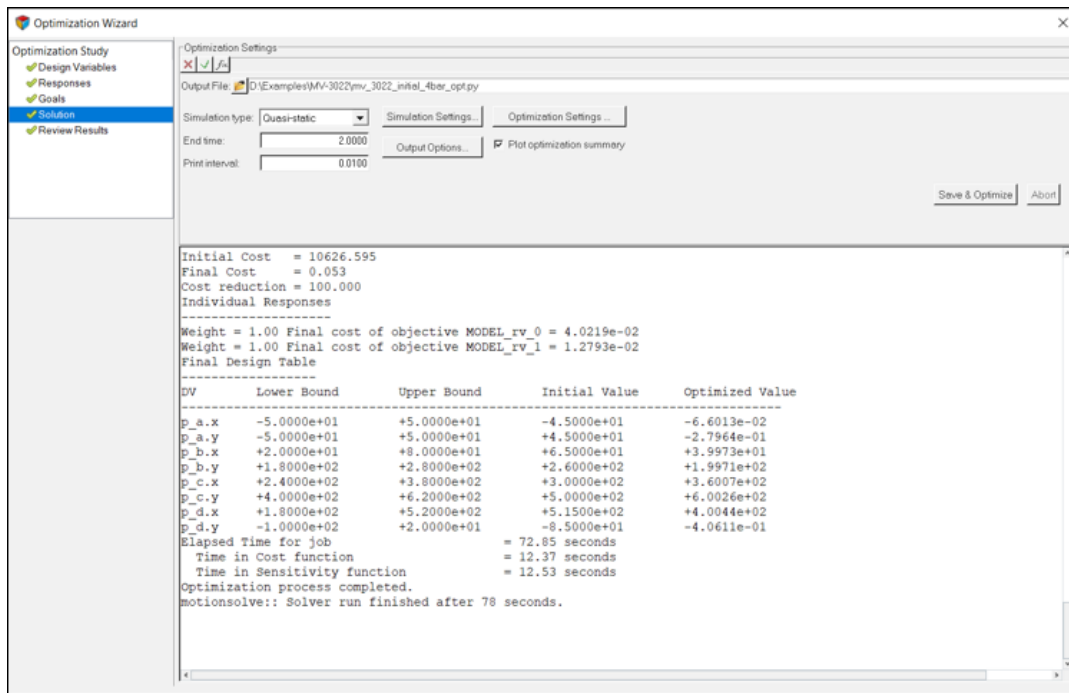 Optimization Wizard
Optimization Study
Design Variables
Responses
Goals
Solution
Review Results
Optimization Settings
Output File: D:\Examples\MV-3022\mv_3022_initial_4bar_opt.py
Simulation type: Quasi-static Simulation Settings... Optimization Settings ...
End time: 2.0000 Output Options... Plot optimization summary
Print interval: 0.0100
Save & Optimize Abort
Initial Cost = 10626.595
Final Cost = 0.053
Cost reduction = 100.000
Individual Responses
--------------------
Weight = 1.00 Final cost of objective MODEL_rv_0 = 4.0219e-02
Weight = 1.00 Final cost of objective MODEL_rv_1 = 1.2793e-02
Final Design Table
------------------
DV Lower Bound Upper Bound Initial Value Optimized Value
--------------------------------------------------------------------------------
p_a.x -5.0000e+01 +5.0000e+01 -4.5000e+01 -6.6013e-02
p_a.y -5.0000e+01 +5.0000e+01 +4.5000e+01 -2.7964e-01
p_b.x +2.0000e+01 +8.0000e+01 +6.5000e+01 +3.9973e+01
p_b.y +1.8000e+02 +2.8000e+02 +2.6000e+02 +1.9971e+02
p_c.x +2.4000e+02 +3.8000e+02 +3.0000e+02 +3.6007e+02
p_c.y +4.0000e+02 +6.2000e+02 +5.0000e+02 +6.0026e+02
p_d.x +1.8000e+02 +5.2000e+02 +5.1500e+02 +4.0044e+02
p_d.y -1.0000e+02 +2.0000e+01 -8.5000e+01 -4.0611e-01
Elapsed Time for job = 72.85 seconds
Time in Cost function = 12.37 seconds
Time in Sensitivity function = 12.53 seconds
Optimization process completed.
motionsolve:: Solver run finished after 78 seconds.